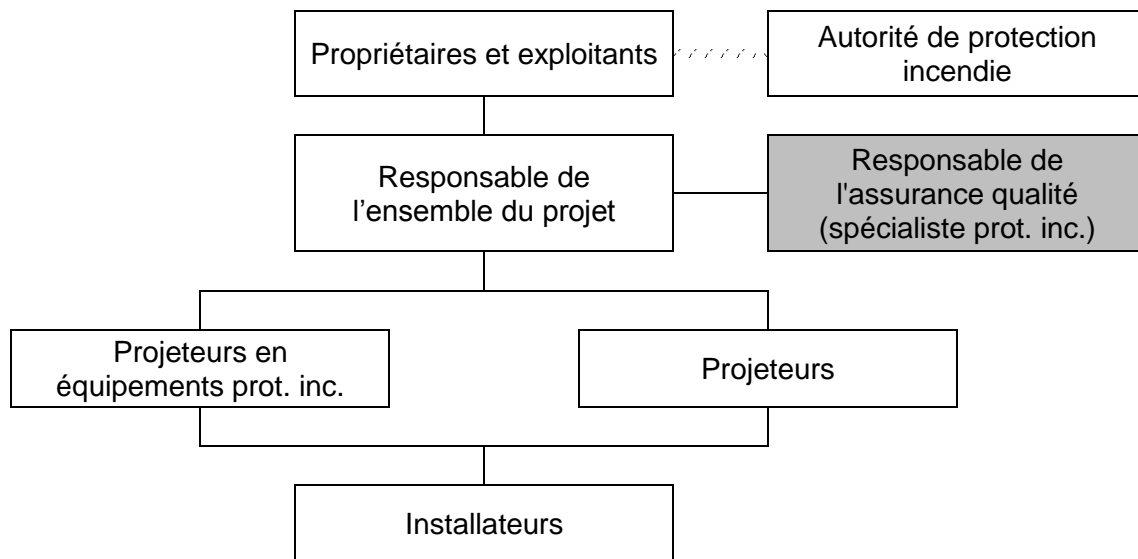 Propriétaires et exploitants
Autorité de protection
incendie
Responsable de
l’ensemble du projet
Responsable de
l'assurance qualité
(spécialiste prot. inc.)
Projeteurs en
équipements prot. inc.
Projeteurs
Installateurs